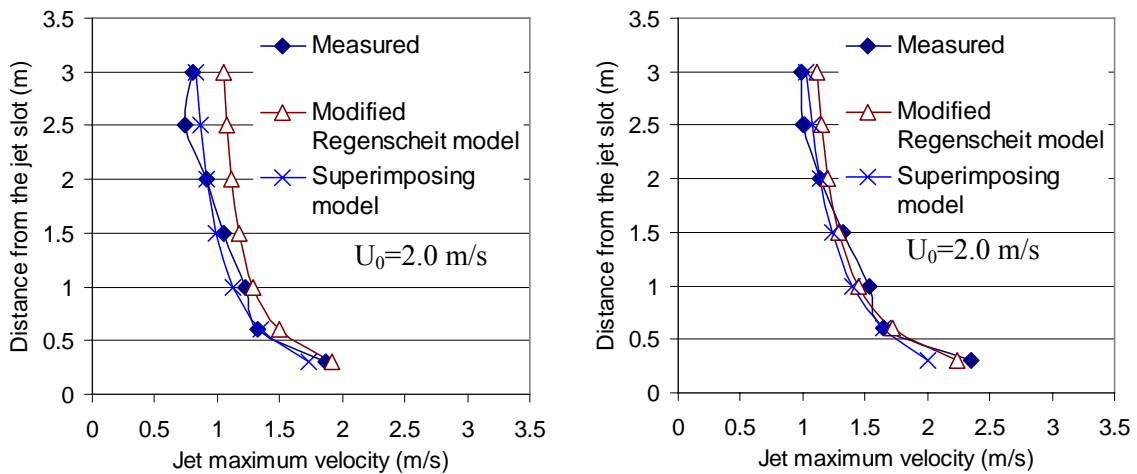 3.5
3
2.5
2
1.5
1
0.5
0
Distance from the jet slot (m)
0 0.5 1 1.5 2 2.5 3 3.5
Jet maximum velocity (m/s)
Measured
Modified
Regenscheit model
Superimposing
model
U₀=2.0 m/s
3.5
3
2.5
2
1.5
1
0.5
0
Distance from the jet slot (m)
0 0.5 1 1.5 2 2.5 3 3.5
Jet maximum velocity (m/s)
Measured
Modified
Regenscheit model
Superimposing
model
U₀=2.0 m/s